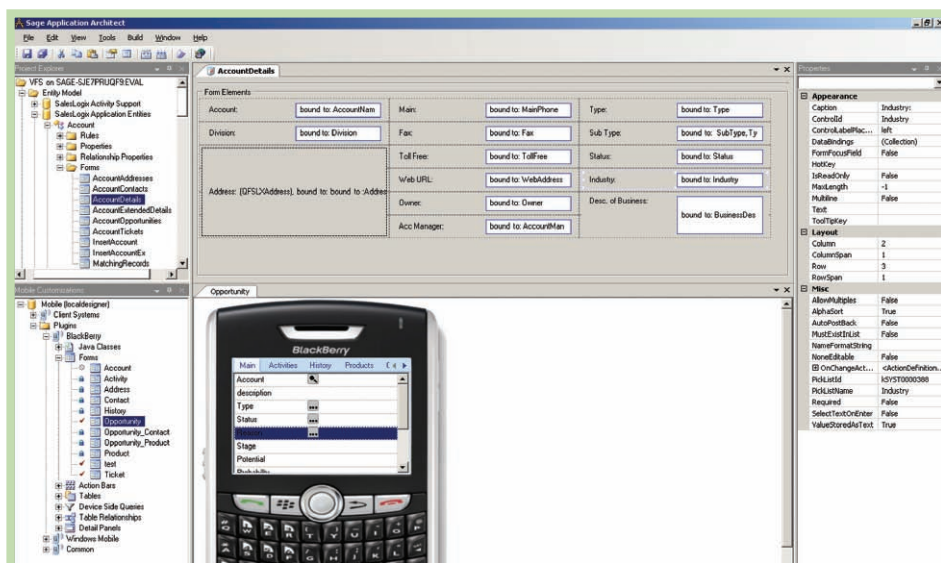 Sage Application Architect
File Edit View Tools Build Window Help
Project Explorer
VFS on SAGE-SJE7PRUQF9:EVAL
Entity Model
SalesLogix Activity Support
SalesLogix Application Entities
Account
Rules
Properties
Relationship Properties
Forms
AccountAddresses
AccountContacts
AccountDetails
AccountExtendedDetails
AccountOpportunities
AccountTickets
InsertAccount
InsertAccountEx
MatchingRecords
AccountDetails
Form Elements
Account: bound to: AccountNam Main: bound to: MainPhone Type: bound to: Type
Division: bound to: Division Fax: bound to: Fax Sub Type: bound to: SubType, Ty
Toll Free: bound to: TollFree Status: bound to: Status
Address: (QFSLXAddress), bound to: bound to :Addres
Web URL: bound to: WebAddress Industry: bound to: Industry
Owner: bound to: Owner Desc. of Business: bound to: BusinessDes
Acc Manager: bound to: AccountMan
Properties
Appearance
Caption Industry:
ControlId Industry
ControlLabelPlac... left
DataBindings (Collection)
FormFocusField False
HotKey
IsReadOnly False
MaxLength -1
Multiline False
Text
ToolTipKey
Layout
Column 2
ColumnSpan 1
Row 3
RowSpan 1
Misc
AllowMultiples False
AlphaSort True
AutoPostBack False
MustExistInList False
NameFormatString
NoneEditable False
OnChangeAct... <ActionDefinition...
PickListId kSYST0000388
PickListName Industry
Required False
SelectTextOnEnter False
ValueStoredAsText True
Mobile Customizations
Mobile (localdesigner)
Client Systems
Plugins
BlackBerry
Java Classes
Forms
Account
Activity
Address
Contact
History
Opportunity
Opportunity_Contact
Opportunity_Product
Product
test
Ticket
Action Bars
Tables
Device Side Queries
Table Relationships
Detail Panels
Windows Mobile
Common
Opportunity
BlackBerry
Main Activities History Products
Account
description
Type
Status
Stage
Potential
Probability